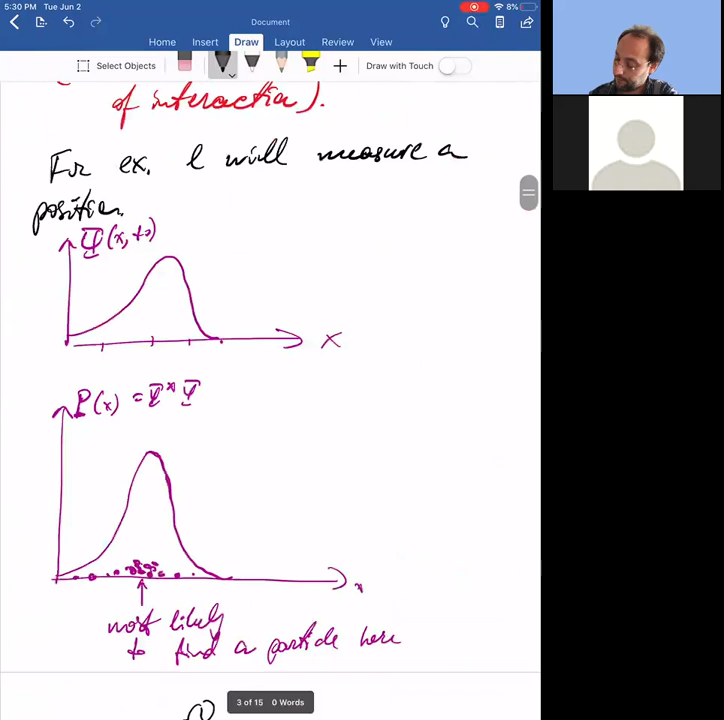 5:30 PM Tue Jun 2
8%
Document
Home Insert Draw Layout Review View
Select Objects
Draw with Touch
of interaction).
For ex. I will measure a
position.
Ψ(x, t₀)
x
P(x) = Ψ* Ψ
x
most likely
to find a particle here
3 of 15 0 Words